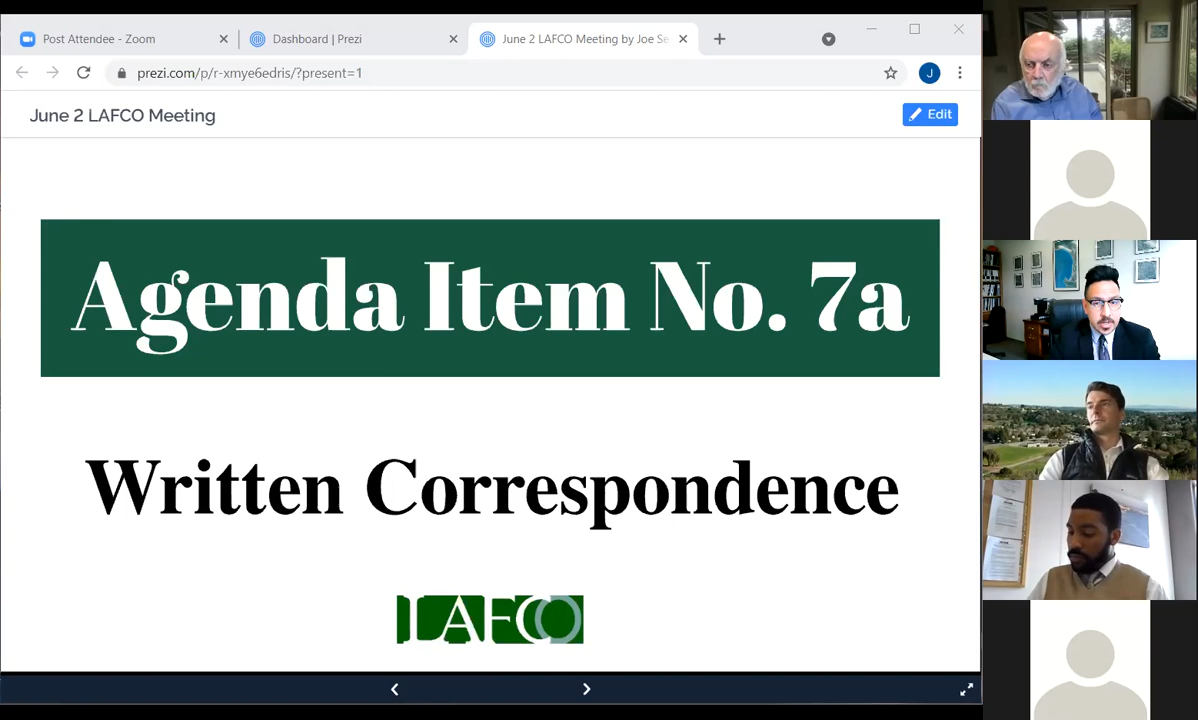 Post Attendee - Zoom
Dashboard | Prezi
June 2 LAFCO Meeting by Joe Se
prezi.com/p/r-xmye6edris/?present=1
J
June 2 LAFCO Meeting
Edit
Agenda Item No. 7a
Written Correspondence
LAFCO